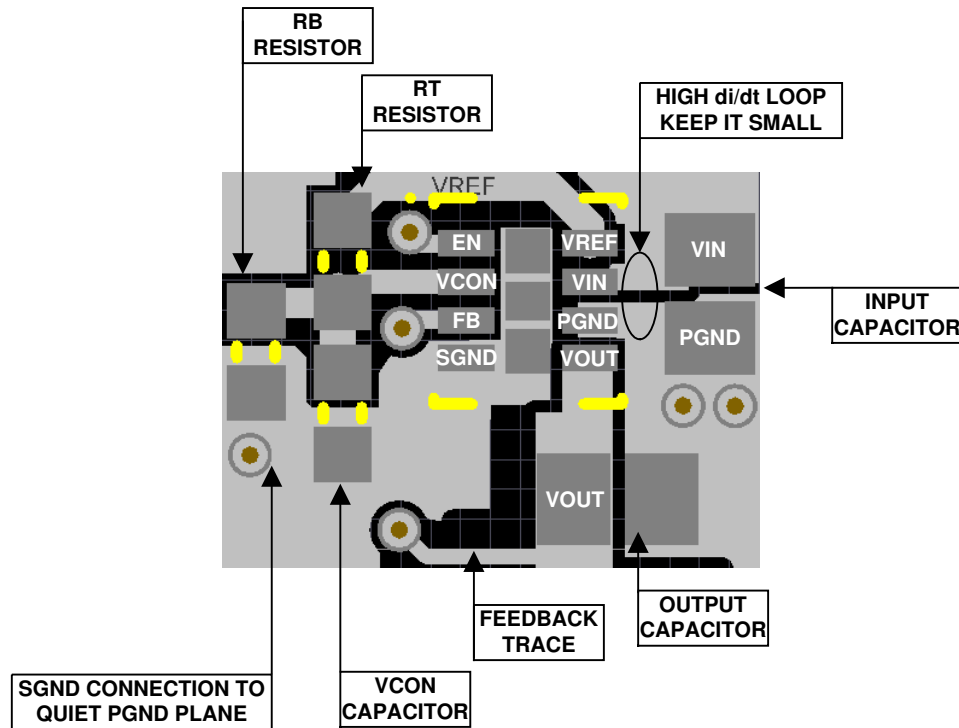 RB
RESISTOR
RT
RESISTOR
HIGH di/dt LOOP
KEEP IT SMALL
VREF
EN
VREF
VIN
VCON
VIN
INPUT
CAPACITOR
FB
PGND
PGND
SGND
VOUT
VOUT
FEEDBACK
TRACE
OUTPUT
CAPACITOR
SGND CONNECTION TO
QUIET PGND PLANE
VCON
CAPACITOR